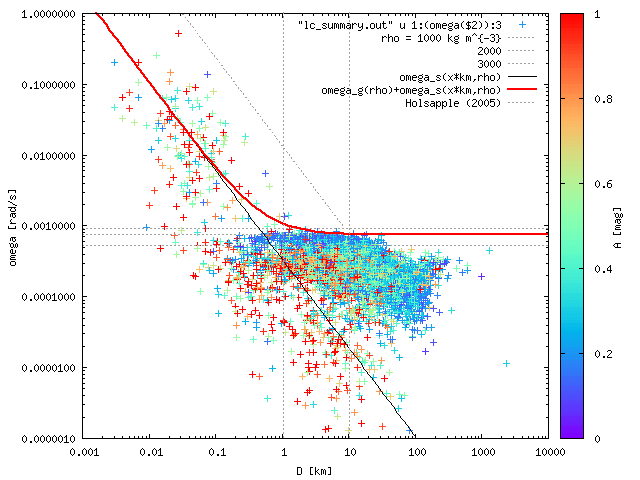 "lc_summary.out" u 1:(omega($2)):3
rho = 1000 kg m^{-3}
2000
3000
omega_s(x*km,rho)
omega_g(rho)+omega_s(x*km,rho)
Holsapple (2005)
1.0000000
0.1000000
0.0100000
0.0010000
0.0001000
0.0000100
0.0000010
omega [rad/s]
0.001
0.01
0.1
1
10
100
1000
10000
D [km]
1
0.8
0.6
0.4
0.2
0
A [mag]